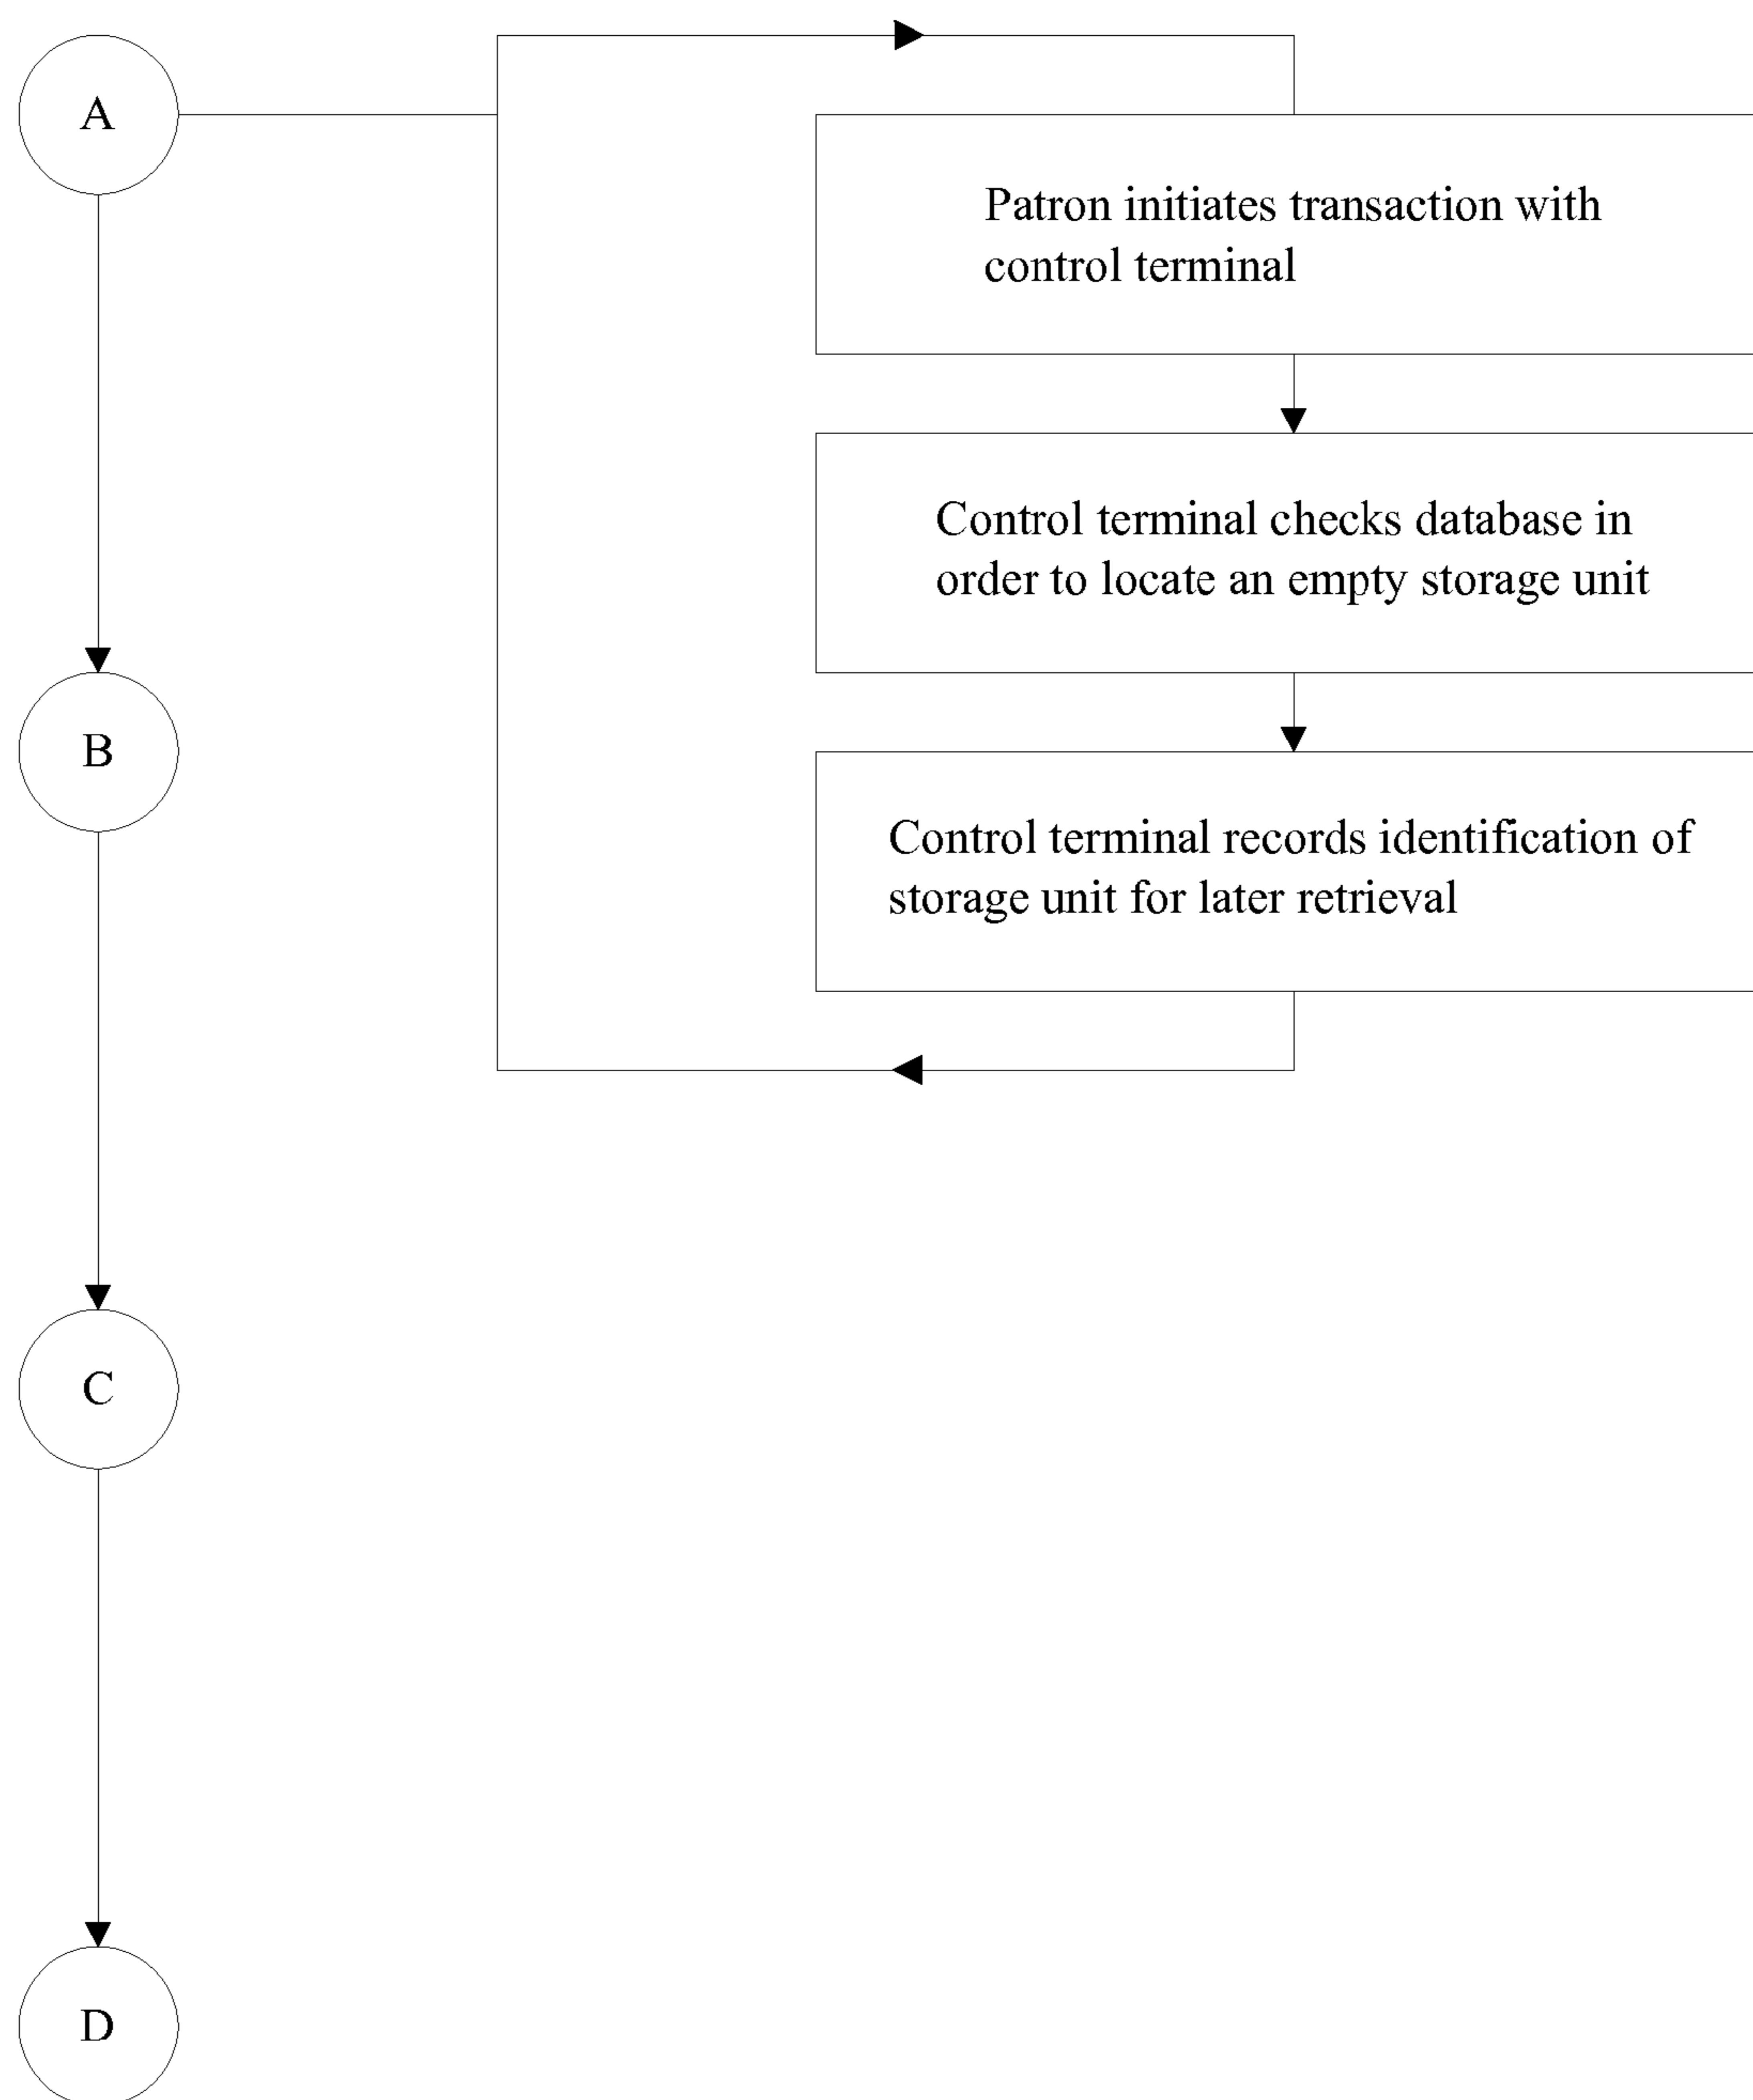 A
Patron initiates transaction with
control terminal
Control terminal checks database in
order to locate an empty storage unit
B
Control terminal records identification of
storage unit for later retrieval
C
D